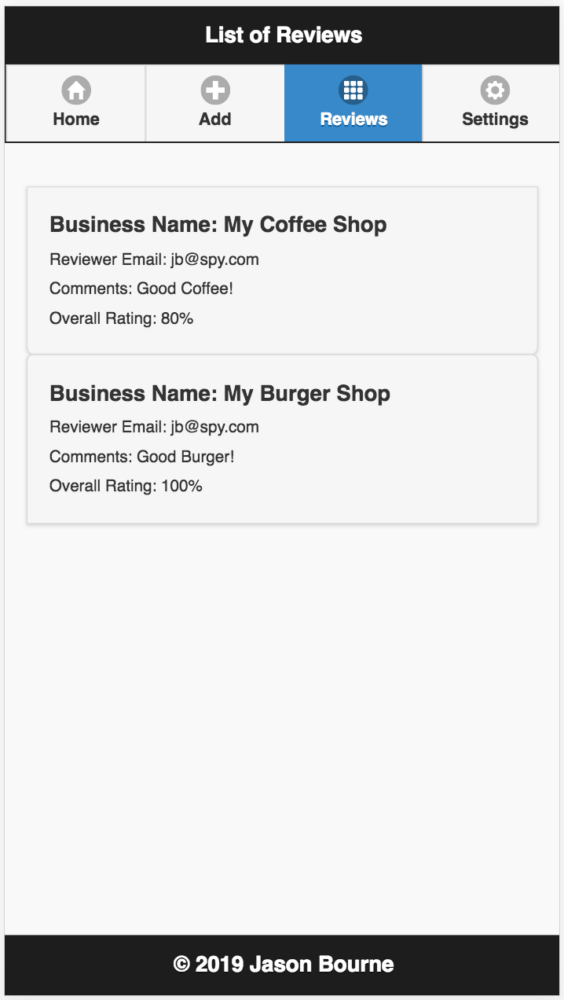 List of Reviews
Home Add Reviews Settings
Business Name: My Coffee Shop
Reviewer Email: jb@spy.com
Comments: Good Coffee!
Overall Rating: 80%
Business Name: My Burger Shop
Reviewer Email: jb@spy.com
Comments: Good Burger!
Overall Rating: 100%
© 2019 Jason Bourne